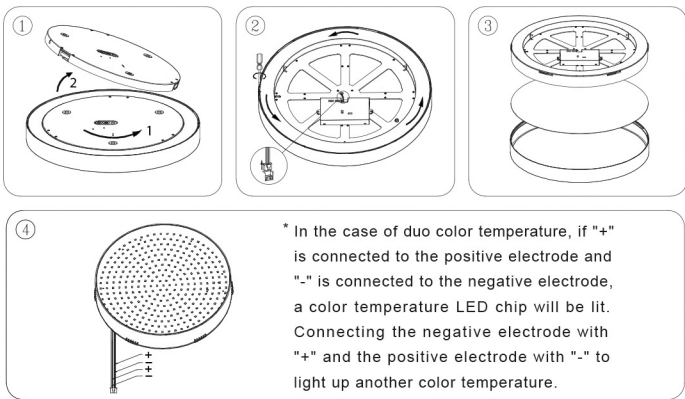 ①
2
1
②
③
④
+
−
+
−
* In the case of duo color temperature, if "+"
is connected to the positive electrode and
"-" is connected to the negative electrode,
a color temperature LED chip will be lit.
Connecting the negative electrode with
"+" and the positive electrode with "-" to
light up another color temperature.